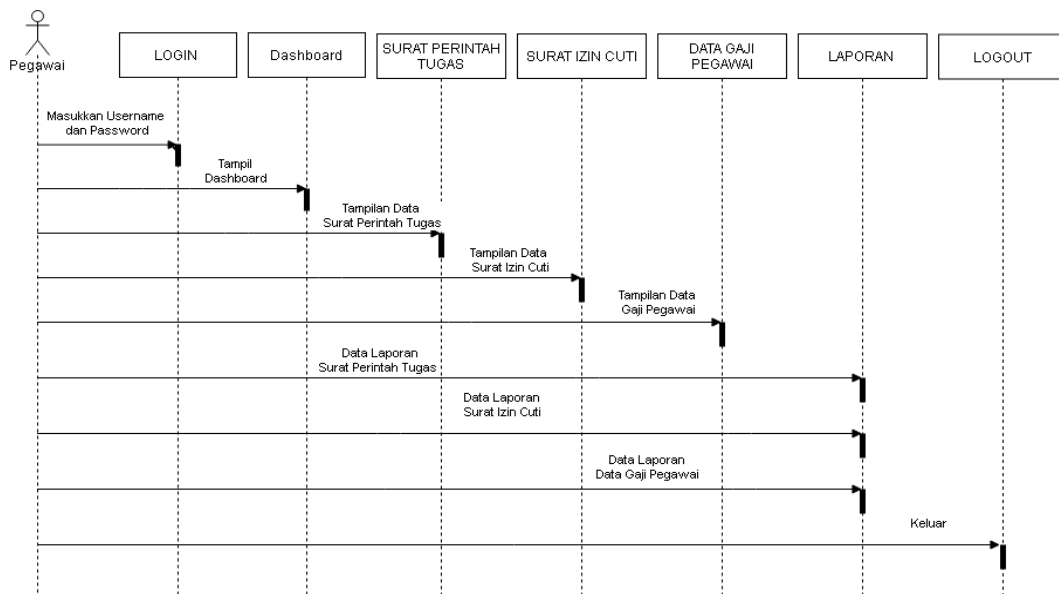 Pegawai
LOGIN
Dashboard
SURAT PERINTAH
TUGAS
SURAT IZIN CUTI
DATA GAJI
PEGAWAI
LAPORAN
LOGOUT
Masukkan Username
dan Password
Tampil
Dashboard
Tampilan Data
Surat Perintah Tugas
Tampilan Data
Surat Izin Cuti
Tampilan Data
Gaji Pegawai
Data Laporan
Surat Perintah Tugas
Data Laporan
Surat Izin Cuti
Data Laporan
Data Gaji Pegawai
Keluar